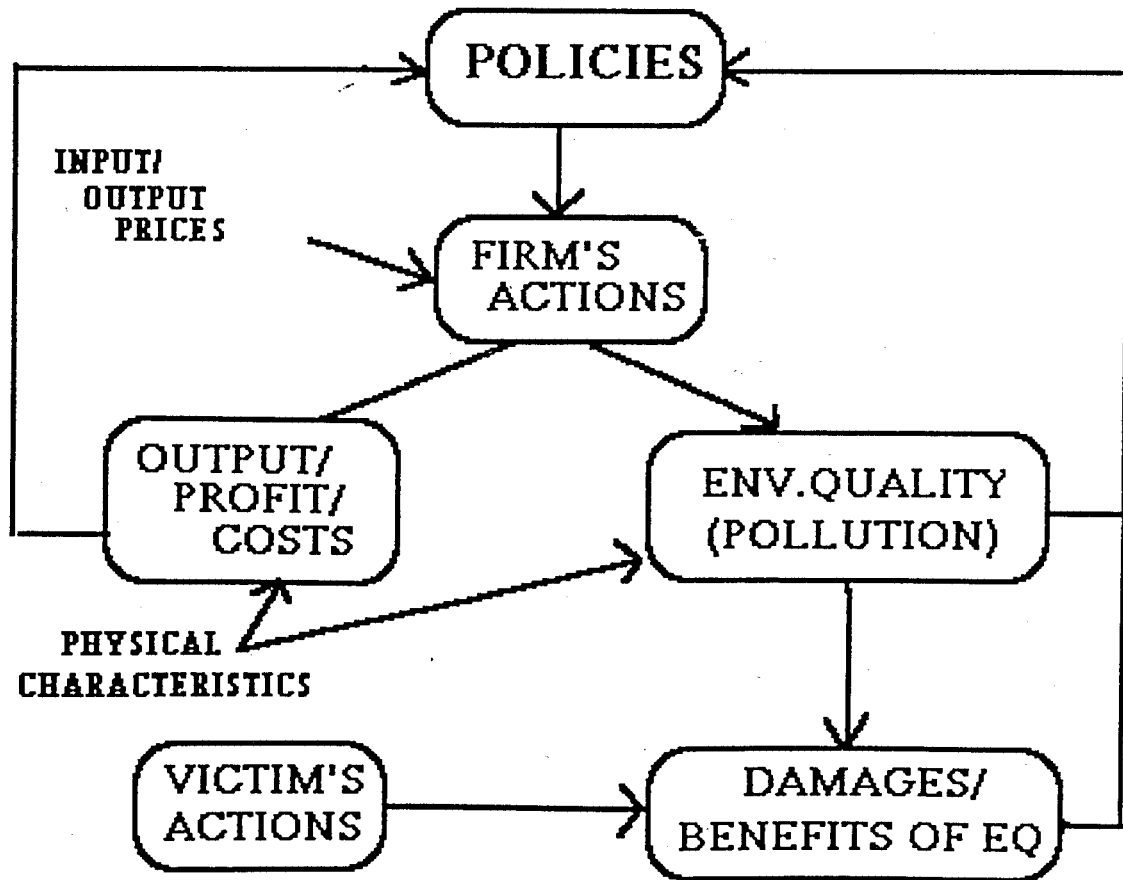 POLICIES
INPUT/
OUTPUT
PRICES
FIRM'S
ACTIONS
OUTPUT/
PROFIT/
COSTS
ENV.QUALITY
(POLLUTION)
PHYSICAL
CHARACTERISTICS
VICTIM'S
ACTIONS
DAMAGES/
BENEFITS OF EQ